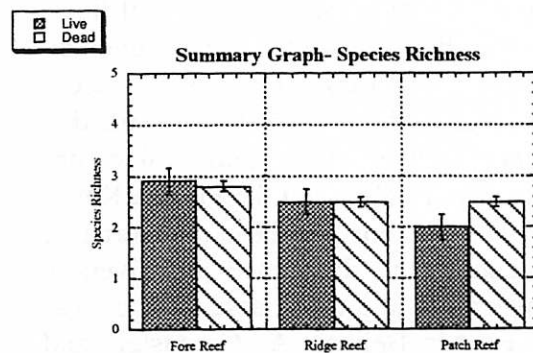 Live
Dead
Summary Graph- Species Richness
Species Richness
5
4
3
2
1
0
Fore Reef
Ridge Reef
Patch Reef